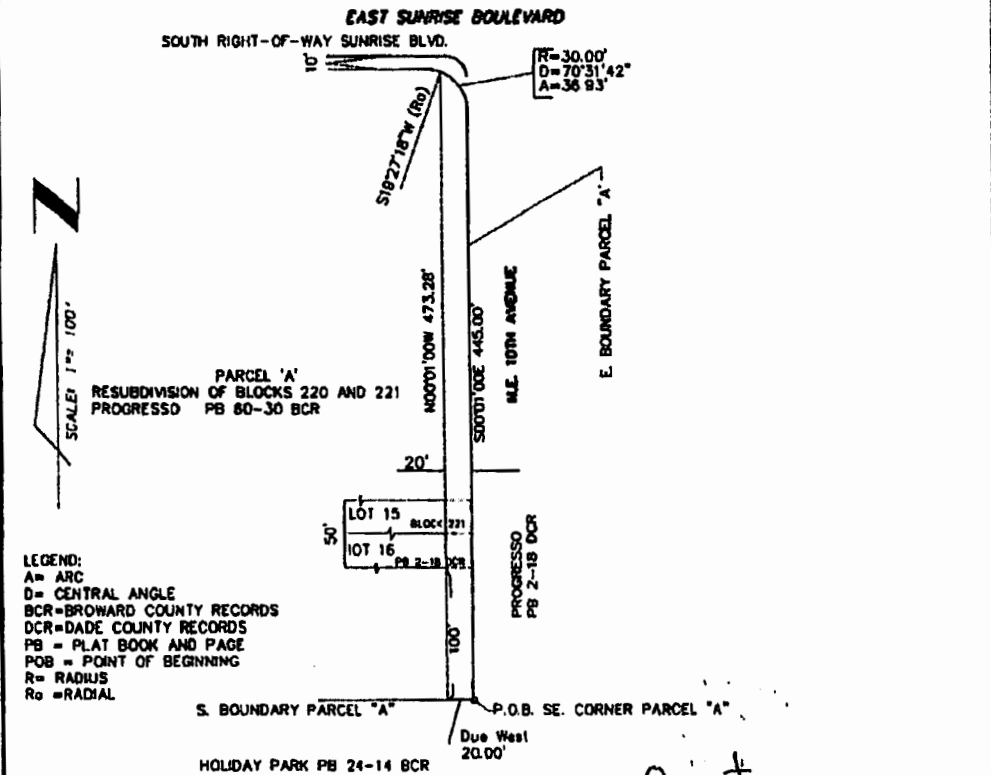 EAST SUNRISE BOULEVARD
SOUTH RIGHT-OF-WAY SUNRISE BLVD.
10'
R=30.00'
D=70°31'42"
A=36.93'
S19°27'18"W (Ro)
N
SCALE: 1"= 100'
E. BOUNDARY PARCEL "A"
N00°01'00W 473.28'
S00°01'00E 445.00'
N.E. 10TH AVENUE
PARCEL 'A'
RESUBDIVISION OF BLOCKS 220 AND 221
PROGRESSO PB 60-30 BCR
20'
50'
LOT 15
BLOCK 221
LOT 16
PB 2-18 DCR
PROGRESSO
PB 2-18 DCR
100'
LEGEND:
A= ARC
D= CENTRAL ANGLE
BCR=BROWARD COUNTY RECORDS
DCR=DADE COUNTY RECORDS
PB = PLAT BOOK AND PAGE
POB = POINT OF BEGINNING
R= RADIUS
Ro =RADIAL
S. BOUNDARY PARCEL "A"
P.O.B. SE. CORNER PARCEL "A"
Due West
20.00'
HOLIDAY PARK PB 24-14 BCR